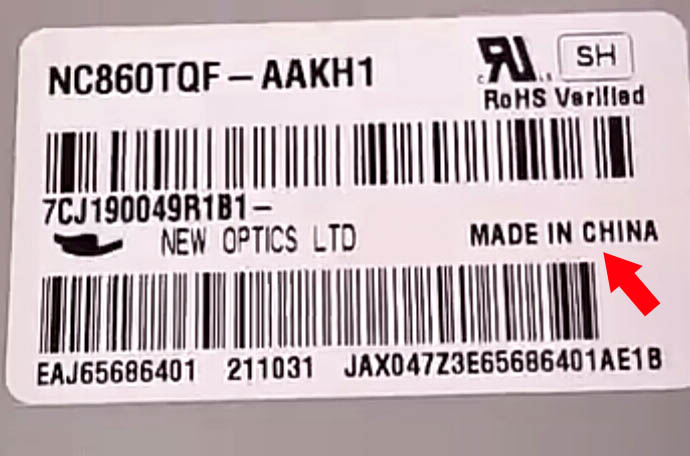 NC860TQF-AAKH1
SH
RoHS Verified
7CJ190049R1B1-
NEW OPTICS LTD
MADE IN CHINA
EAJ65686401 211031 JAX047Z3E65686401AE1B